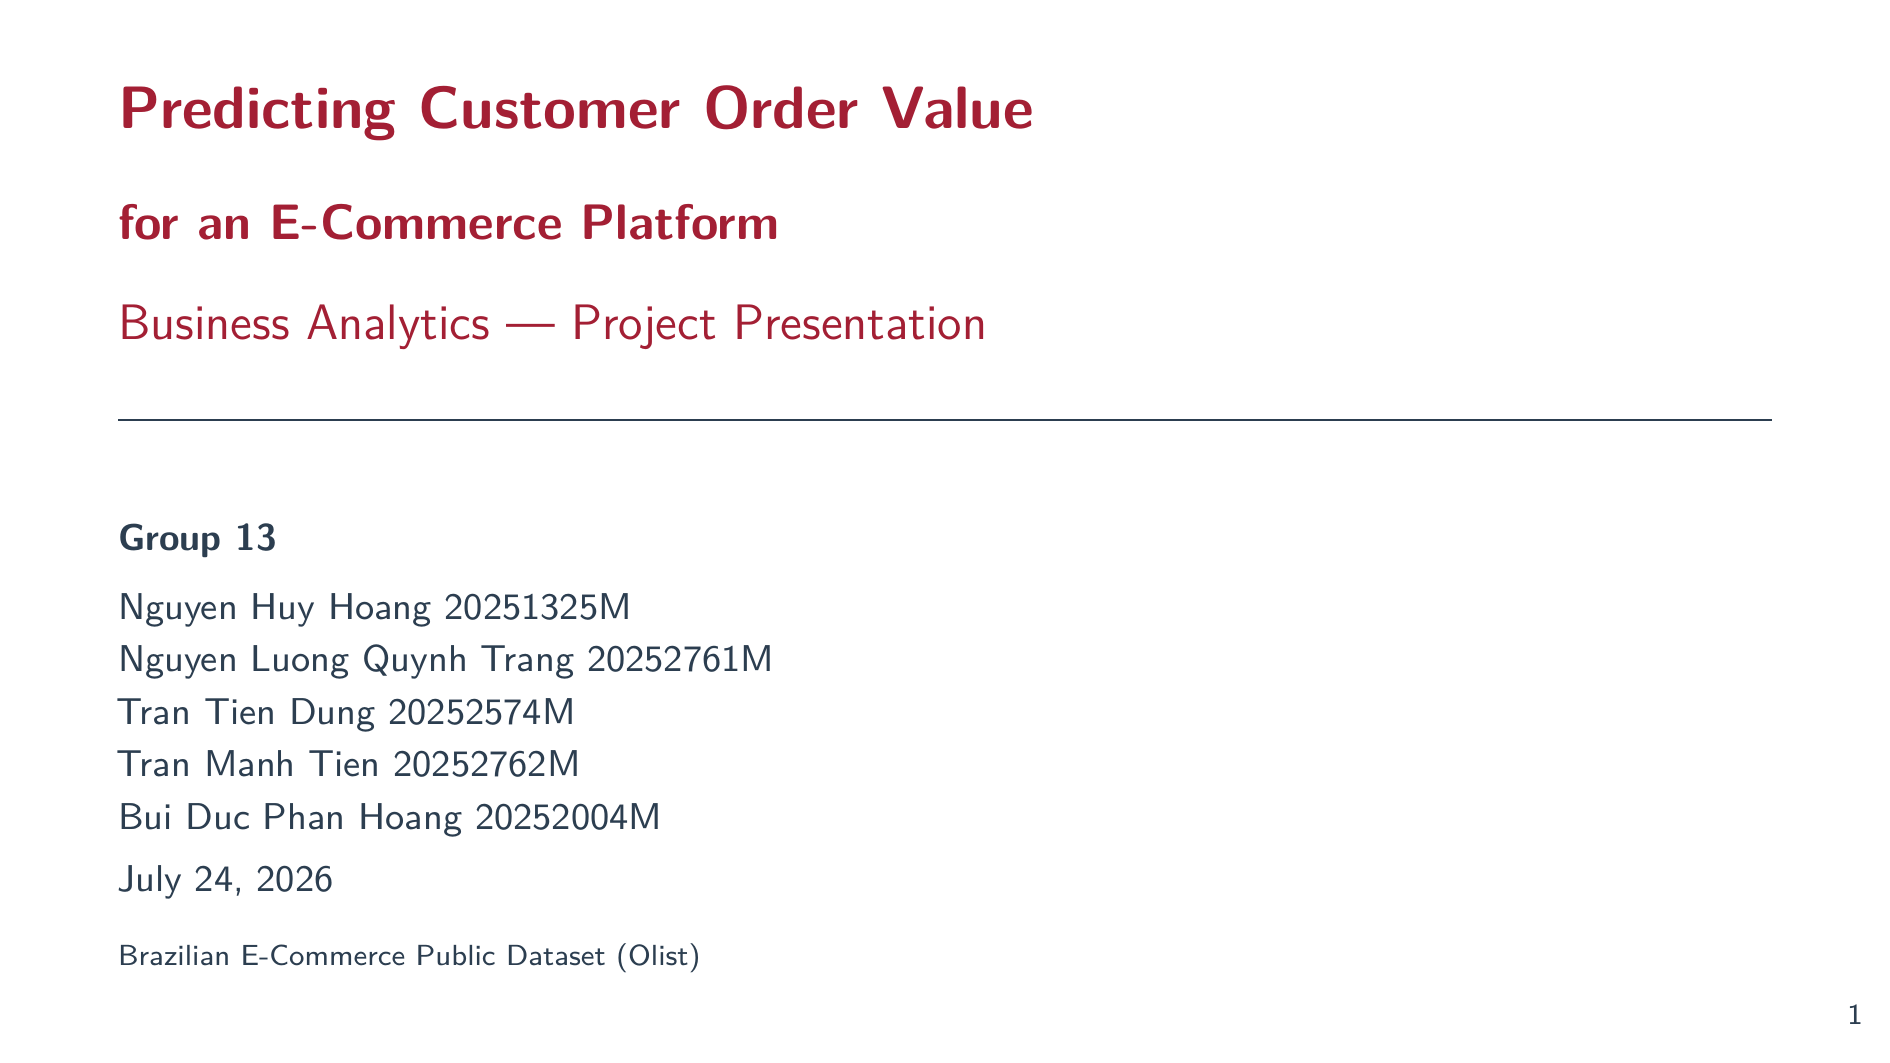 Predicting Customer Order Value
for an E-Commerce Platform
Business Analytics — Project Presentation
Group 13
Nguyen Huy Hoang 20251325M
Nguyen Luong Quynh Trang 20252761M
Tran Tien Dung 20252574M
Tran Manh Tien 20252762M
Bui Duc Phan Hoang 20252004M
July 24, 2026
Brazilian E-Commerce Public Dataset (Olist)
1